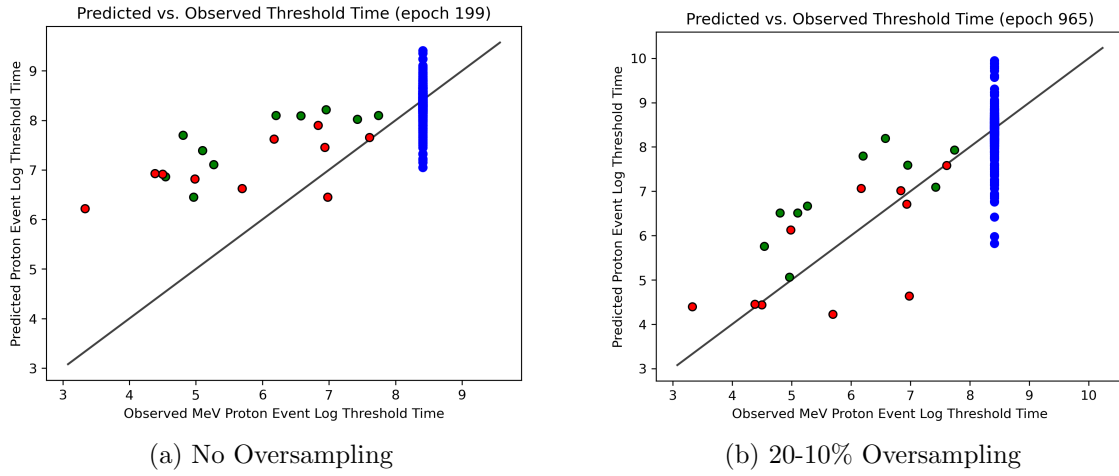 Predicted vs. Observed Threshold Time (epoch 199)
Predicted Proton Event Log Threshold Time
9
8
7
6
5
4
3
3 4 5 6 7 8 9
Observed MeV Proton Event Log Threshold Time
(a) No Oversampling
Predicted vs. Observed Threshold Time (epoch 965)
Predicted Proton Event Log Threshold Time
10
9
8
7
6
5
4
3
3 4 5 6 7 8 9 10
Observed MeV Proton Event Log Threshold Time
(b) 20-10% Oversampling